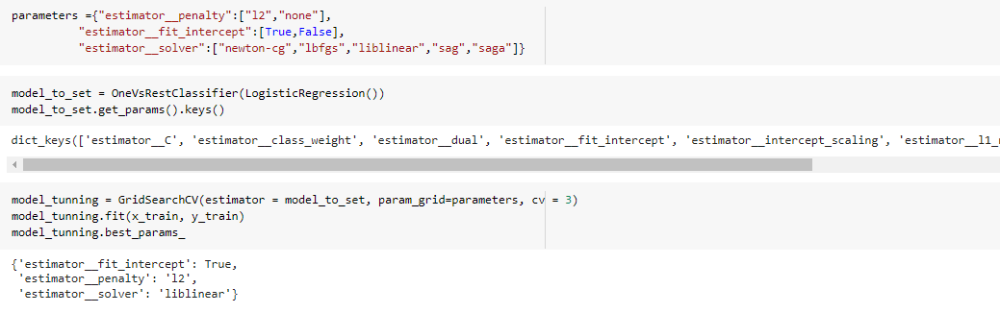 parameters ={"estimator__penalty":["l2","none"],
"estimator__fit_intercept":[True,False],
"estimator__solver":["newton-cg","lbfgs","liblinear","sag","saga"]}
model_to_set = OneVsRestClassifier(LogisticRegression())
model_to_set.get_params().keys()
dict_keys(['estimator__C', 'estimator__class_weight', 'estimator__dual', 'estimator__fit_intercept', 'estimator__intercept_scaling', 'estimator__l1_
model_tunning = GridSearchCV(estimator = model_to_set, param_grid=parameters, cv = 3)
model_tunning.fit(x_train, y_train)
model_tunning.best_params_
{'estimator__fit_intercept': True,
'estimator__penalty': 'l2',
'estimator__solver': 'liblinear'}